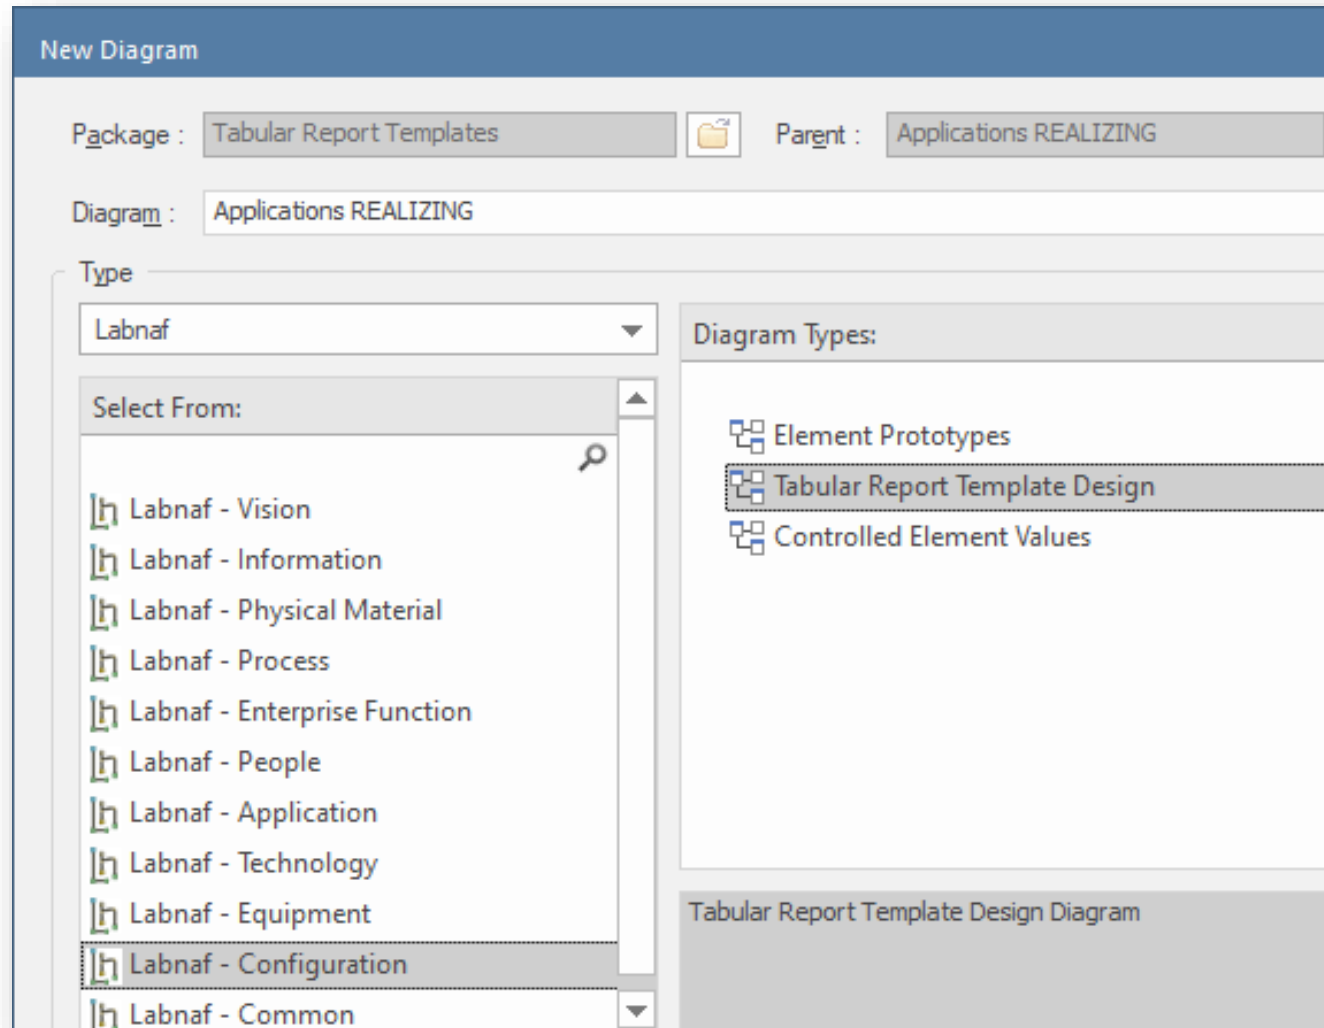 New Diagram
Package : Tabular Report Templates Parent : Applications REALIZING
Diagram : Applications REALIZING
Type
Labnaf
Diagram Types:
Select From:
Element Prototypes
Tabular Report Template Design
Controlled Element Values
Labnaf - Vision
Labnaf - Information
Labnaf - Physical Material
Labnaf - Process
Labnaf - Enterprise Function
Labnaf - People
Labnaf - Application
Labnaf - Technology
Labnaf - Equipment
Labnaf - Configuration
Labnaf - Common
Tabular Report Template Design Diagram